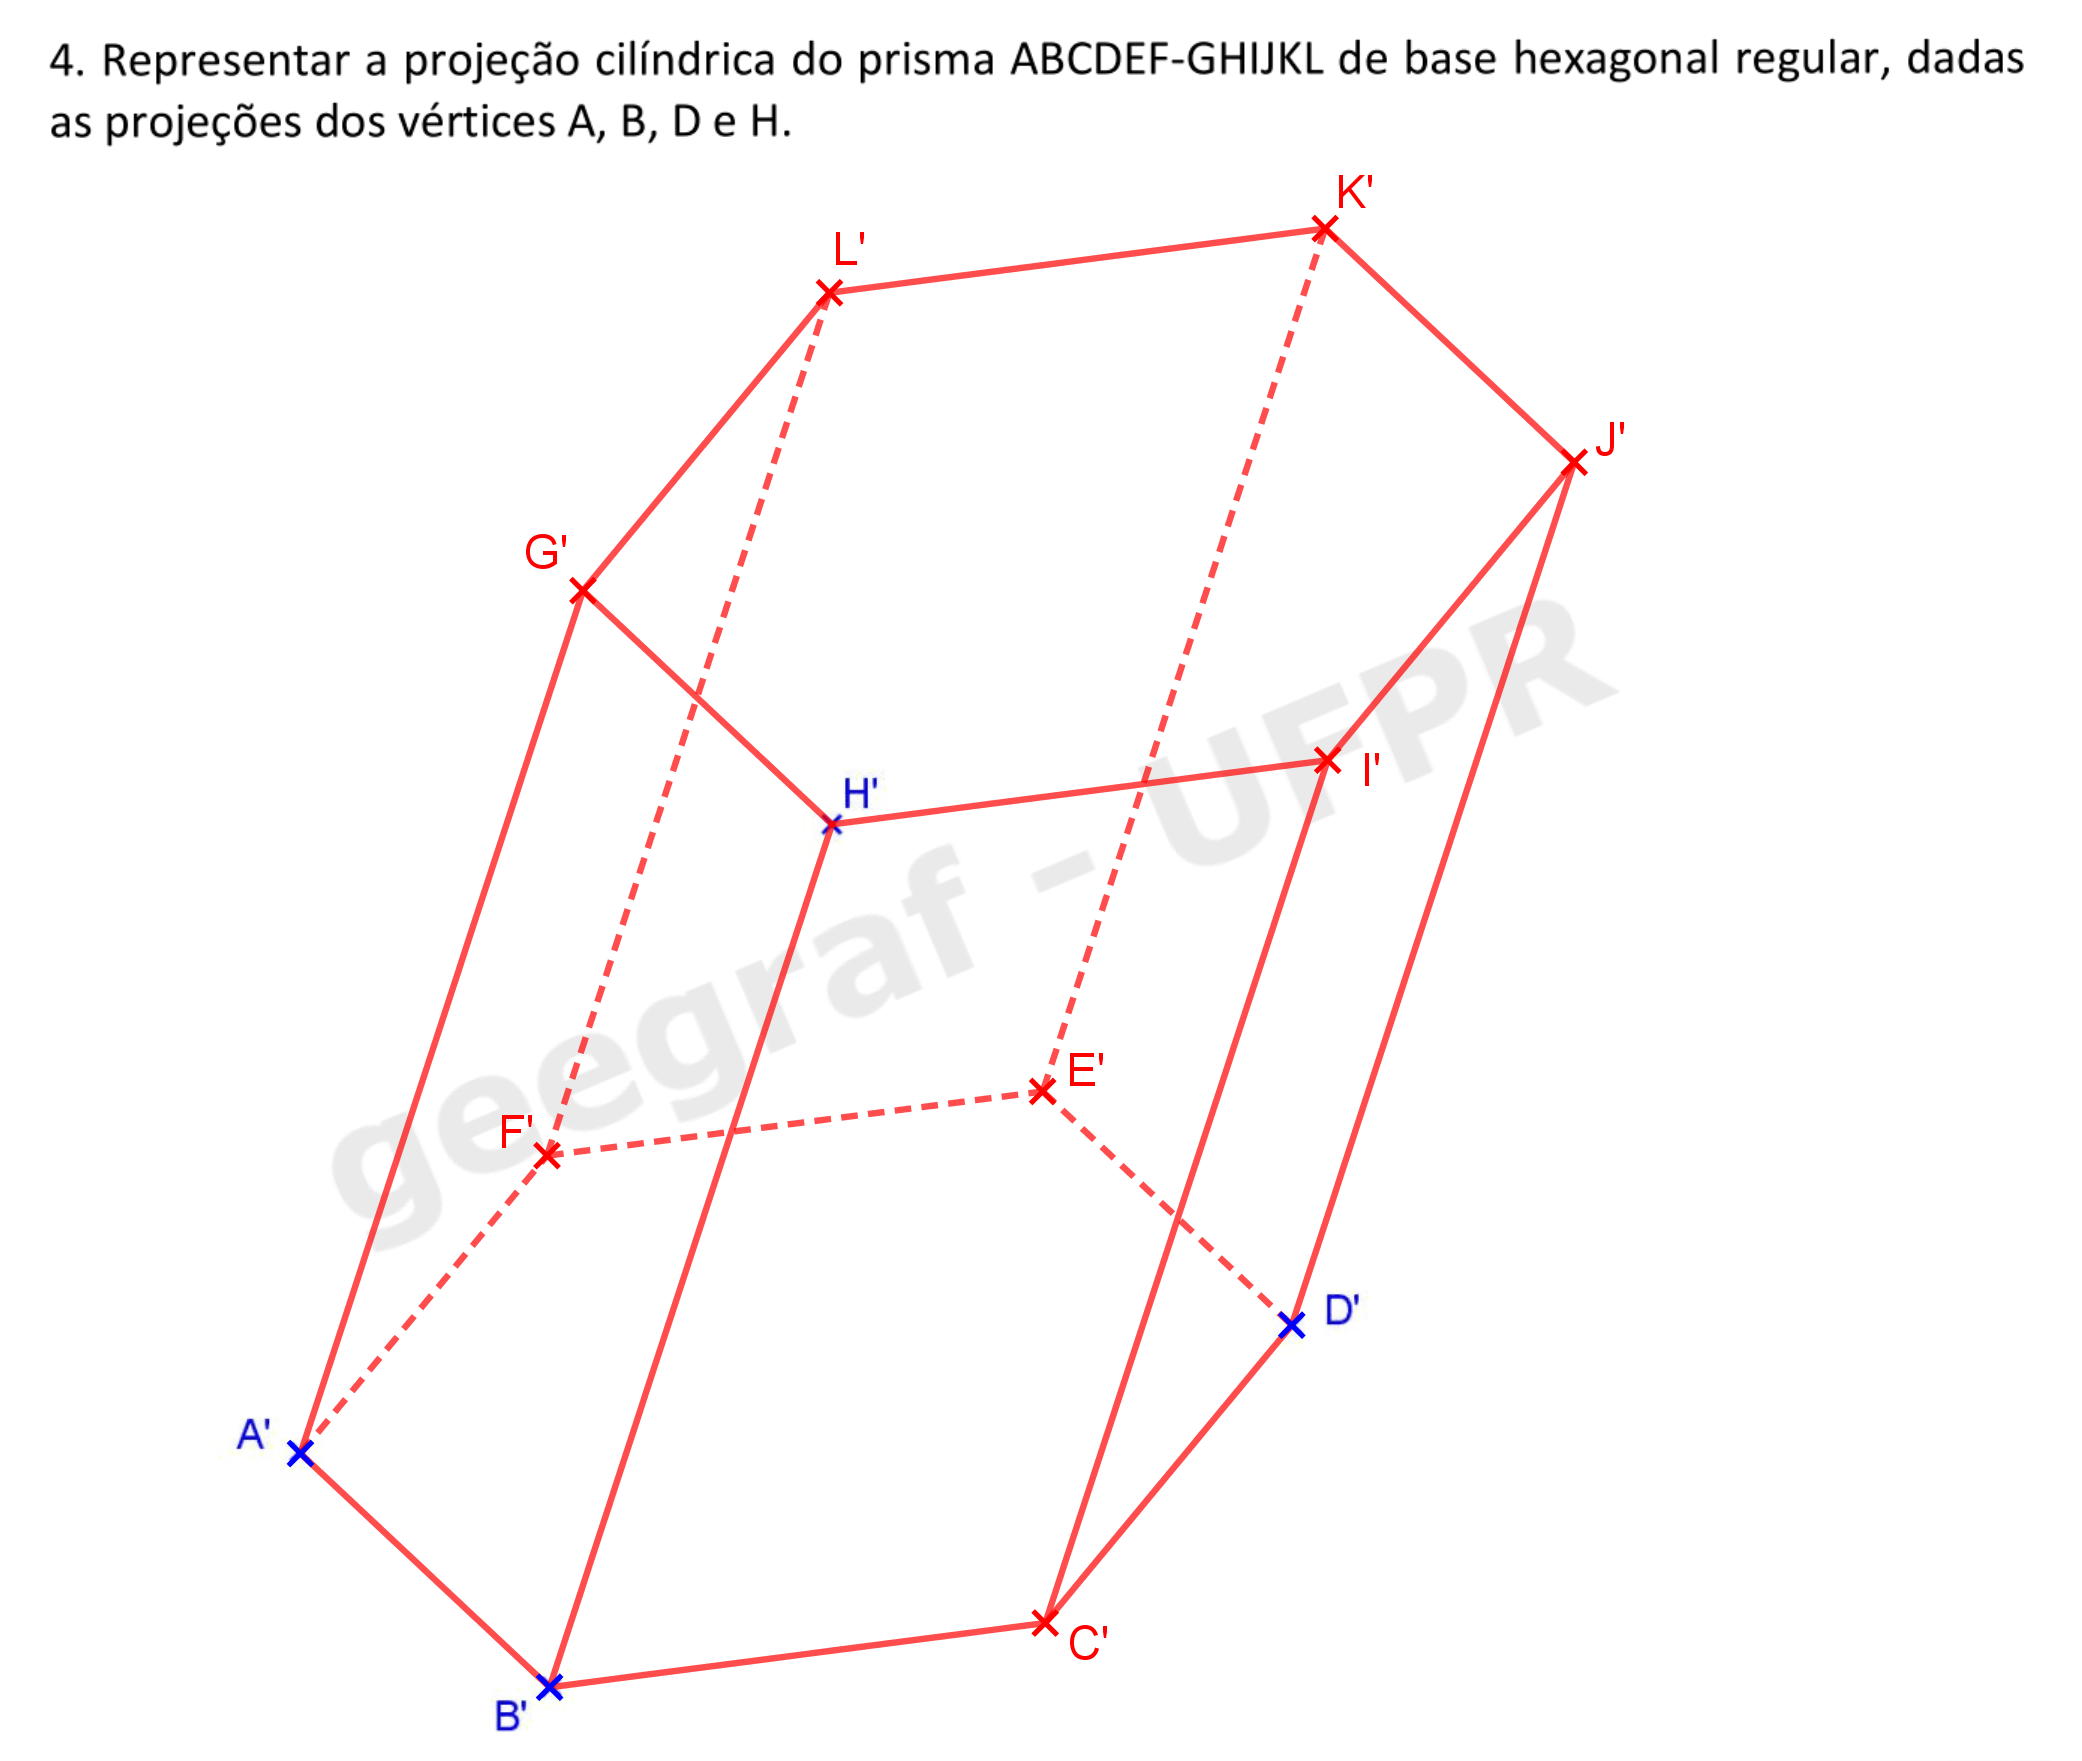 4. Representar a projeção cilíndrica do prisma ABCDEF-GHIJKL de base hexagonal regular, dadas
as projeções dos vértices A, B, D e H.
K'
L'
J'
G'
I'
H'
geegraf - UFPR
E'
F'
D'
A'
C'
B'